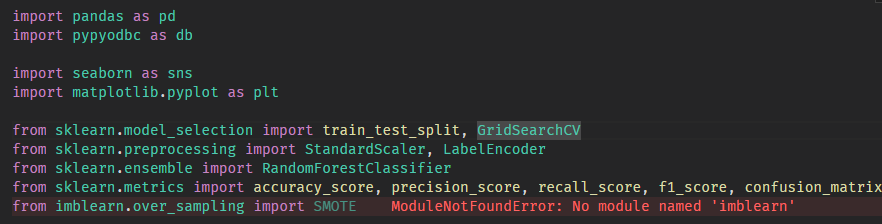 import pandas as pd
import pypyodbc as db
import seaborn as sns
import matplotlib.pyplot as plt
from sklearn.model_selection import train_test_split, GridSearchCV
from sklearn.preprocessing import StandardScaler, LabelEncoder
from sklearn.ensemble import RandomForestClassifier
from sklearn.metrics import accuracy_score, precision_score, recall_score, f1_score, confusion_matrix
from imblearn.over_sampling import SMOTE    ModuleNotFoundError: No module named 'imblearn'